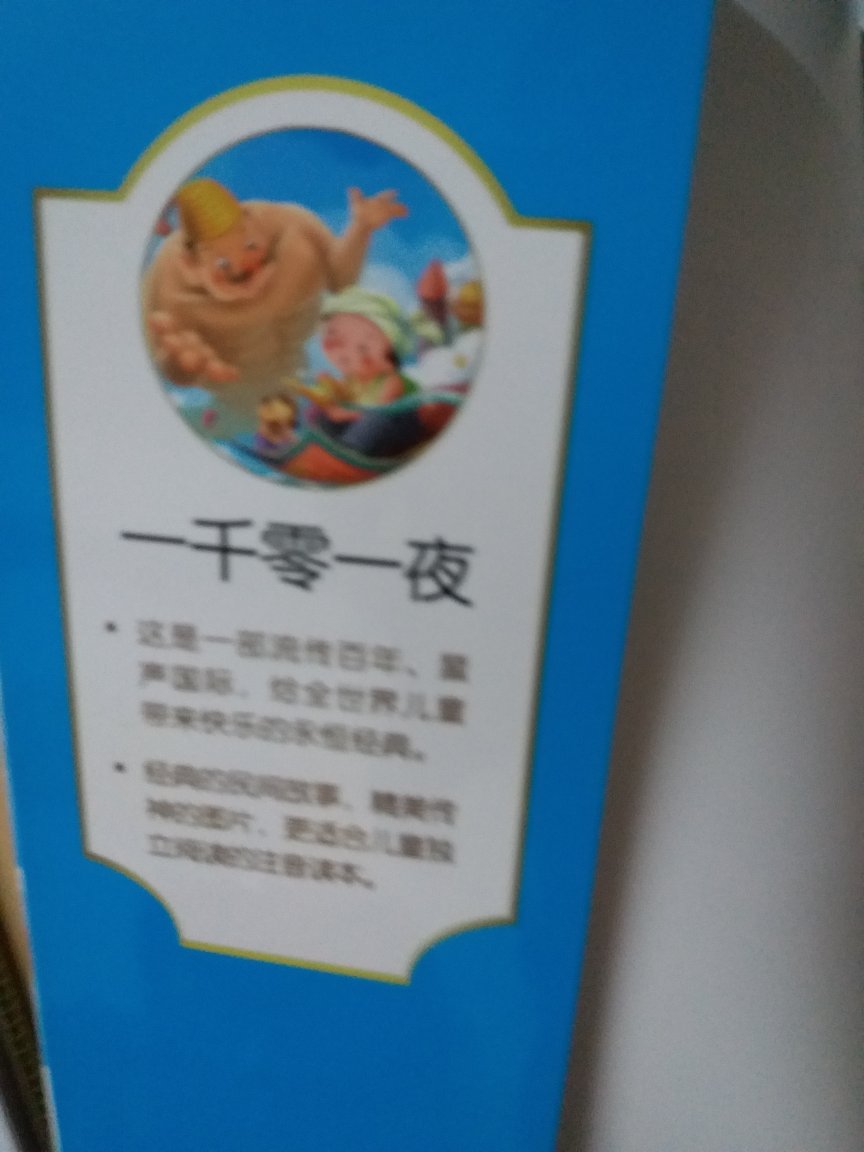 一千零一夜
• 这是一部流传百年、蜚
声国际、给全世界儿童
带来快乐的永恒经典。
• 经典的民间故事、精美传
神的图片、更适合儿童独
立阅读的注音读本。